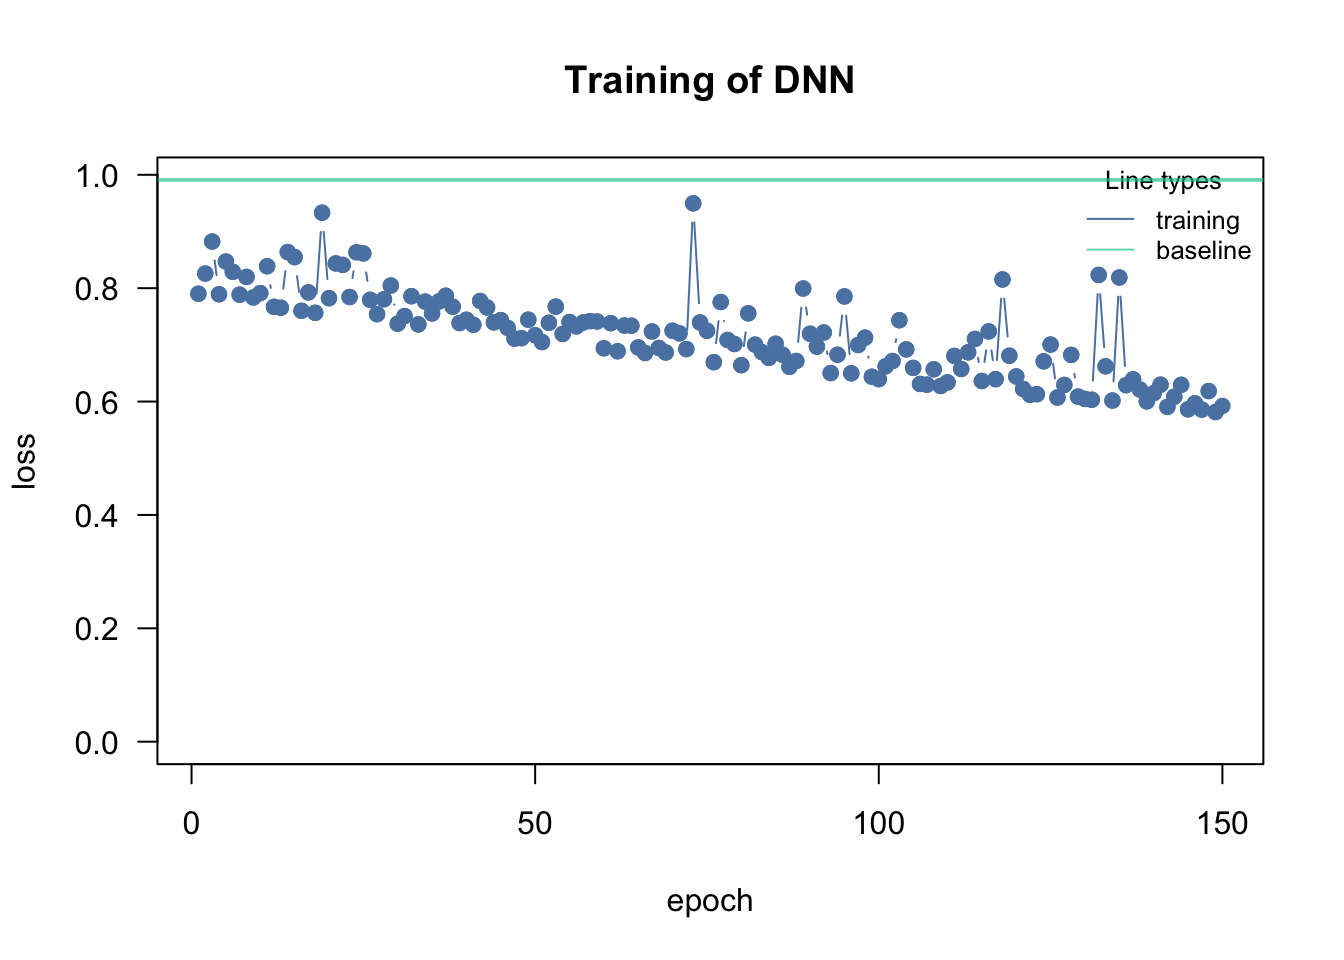 Training of DNN
1.0
0.8
0.6
0.4
0.2
0.0
loss
Line types
training
baseline
0 50 100 150
epoch